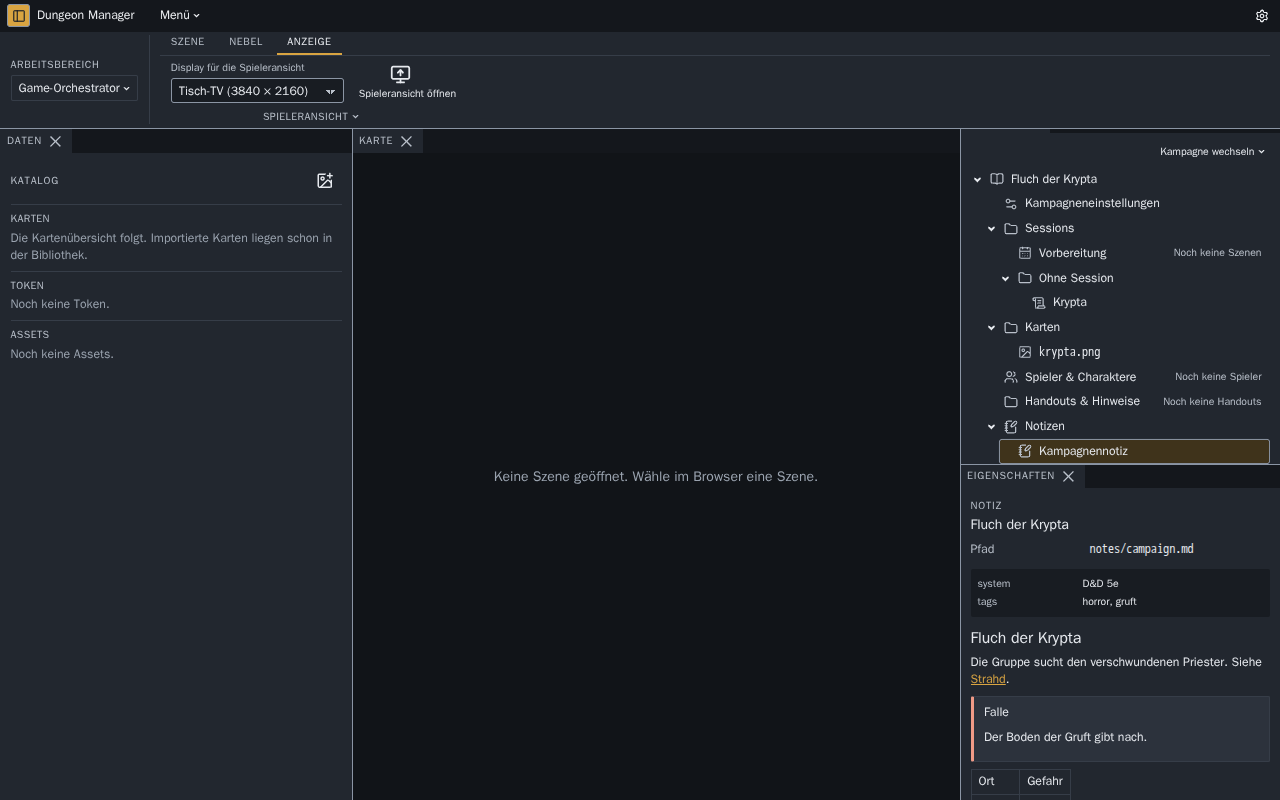 Dungeon Manager Menü
SZENE NEBEL ANZEIGE
ARBEITSBEREICH
Game-Orchestrator
Display für die Spieleransicht
Tisch-TV (3840 × 2160)
Spieleransicht öffnen
SPIELERANSICHT
DATEN
KATALOG
KARTEN
Die Kartenübersicht folgt. Importierte Karten liegen schon in
der Bibliothek.
TOKEN
Noch keine Token.
ASSETS
Noch keine Assets.
KARTE
Keine Szene geöffnet. Wähle im Browser eine Szene.
Kampagne wechseln
Fluch der Krypta
Kampagneneinstellungen
Sessions
Vorbereitung Noch keine Szenen
Ohne Session
Krypta
Karten
krypta.png
Spieler & Charaktere Noch keine Spieler
Handouts & Hinweise Noch keine Handouts
Notizen
Kampagnennotiz
EIGENSCHAFTEN
NOTIZ
Fluch der Krypta
Pfad notes/campaign.md
system D&D 5e
tags horror, gruft
Fluch der Krypta
Die Gruppe sucht den verschwundenen Priester. Siehe
Strahd.
Falle
Der Boden der Gruft gibt nach.
Ort Gefahr